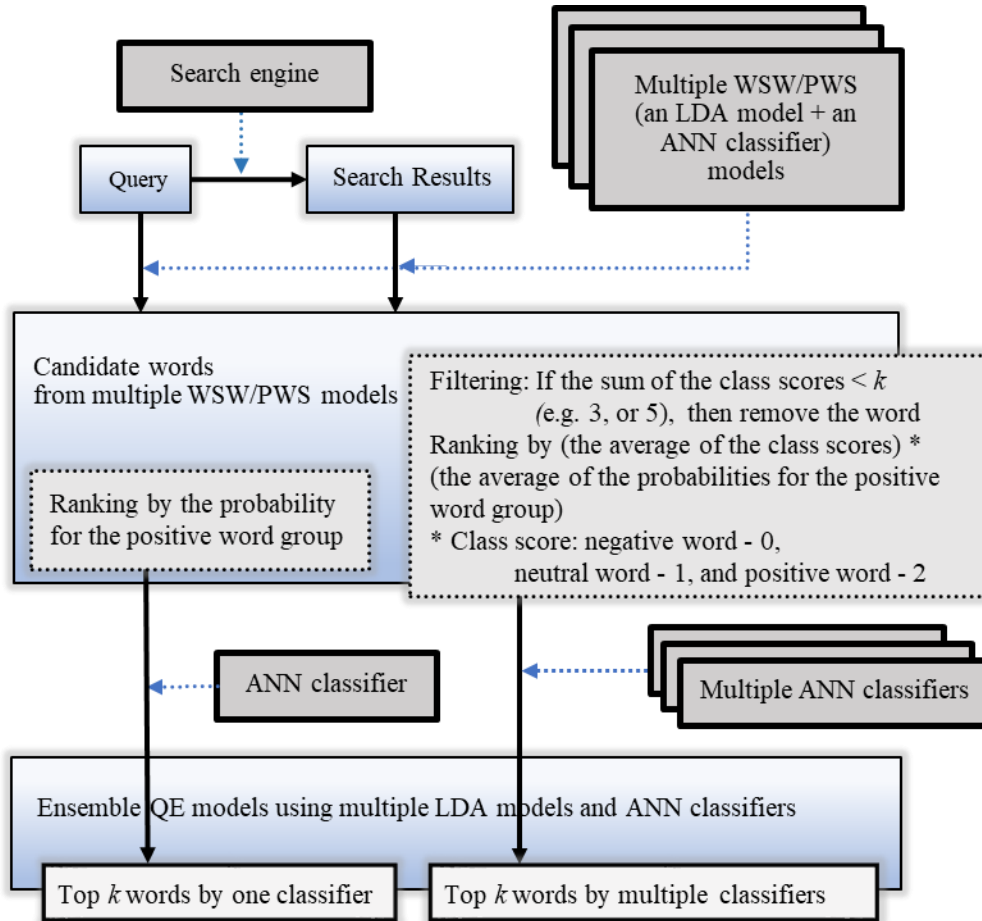 Search engine
Multiple WSW/PWS
(an LDA model + an
ANN classifier)
models
Query
Search Results
Candidate words
from multiple WSW/PWS models
Filtering: If the sum of the class scores < k
(e.g. 3, or 5), then remove the word
Ranking by (the average of the class scores) *
(the average of the probabilities for the positive
word group)
* Class score: negative word - 0,
neutral word - 1, and positive word - 2
Ranking by the probability
for the positive word group
ANN classifier
Multiple ANN classifiers
Ensemble QE models using multiple LDA models and ANN classifiers
Top k words by one classifier
Top k words by multiple classifiers